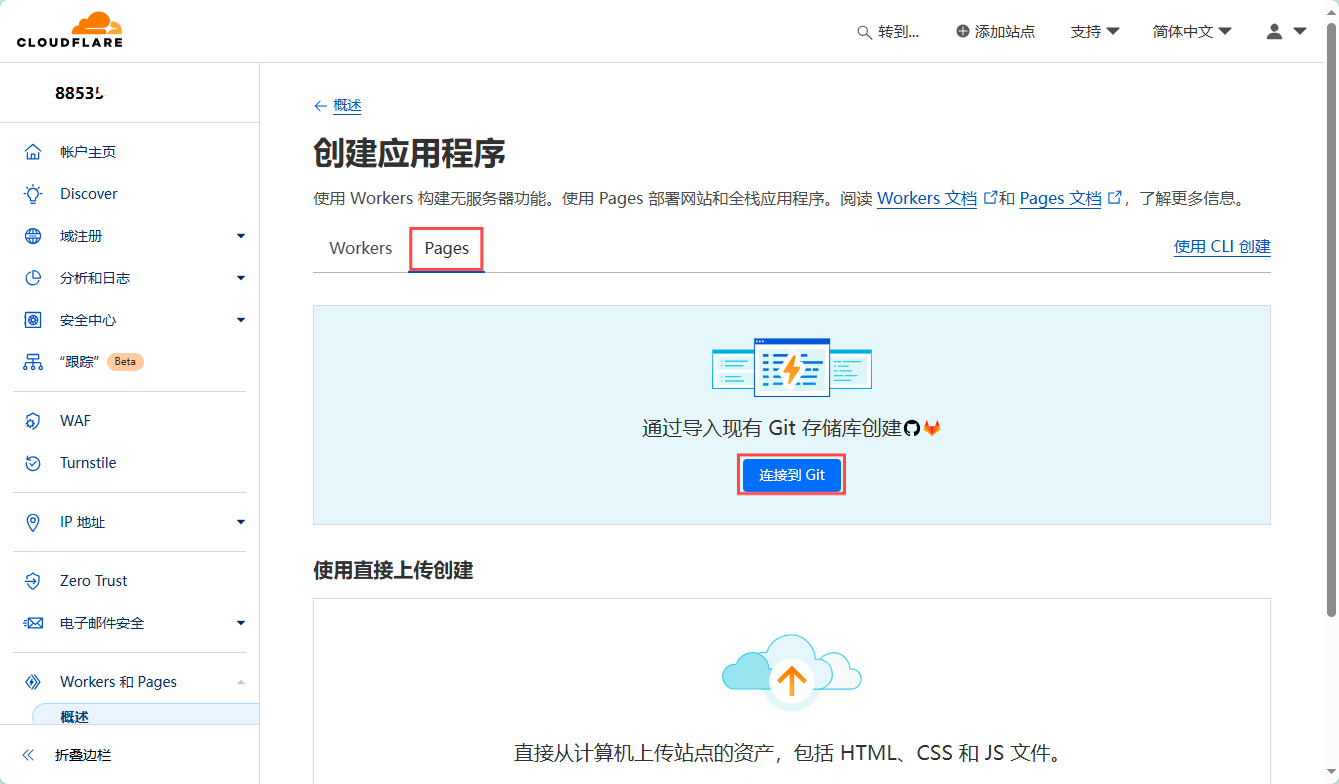 CLOUDFLARE
转到...
添加站点
支持
简体中文
8853
帐户主页
Discover
域注册
分析和日志
安全中心
“跟踪” Beta
WAF
Turnstile
IP 地址
Zero Trust
电子邮件安全
Workers 和 Pages
概述
折叠边栏
← 概述
创建应用程序
使用 Workers 构建无服务器功能。使用 Pages 部署网站和全栈应用程序。阅读 Workers 文档 和 Pages 文档 ，了解更多信息。
Workers
Pages
使用 CLI 创建
通过导入现有 Git 存储库创建
连接到 Git
使用直接上传创建
直接从计算机上传站点的资产，包括 HTML、CSS 和 JS 文件。